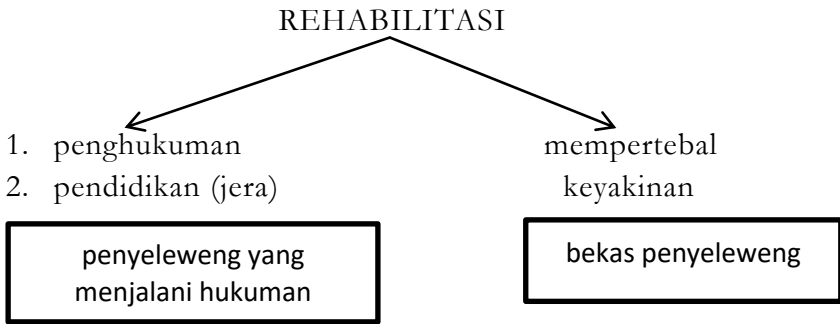 REHABILITASI
1. penghukuman
2. pendidikan (jera)
penyeleweng yang
menjalani hukuman
mempertebal
keyakinan
bekas penyeleweng